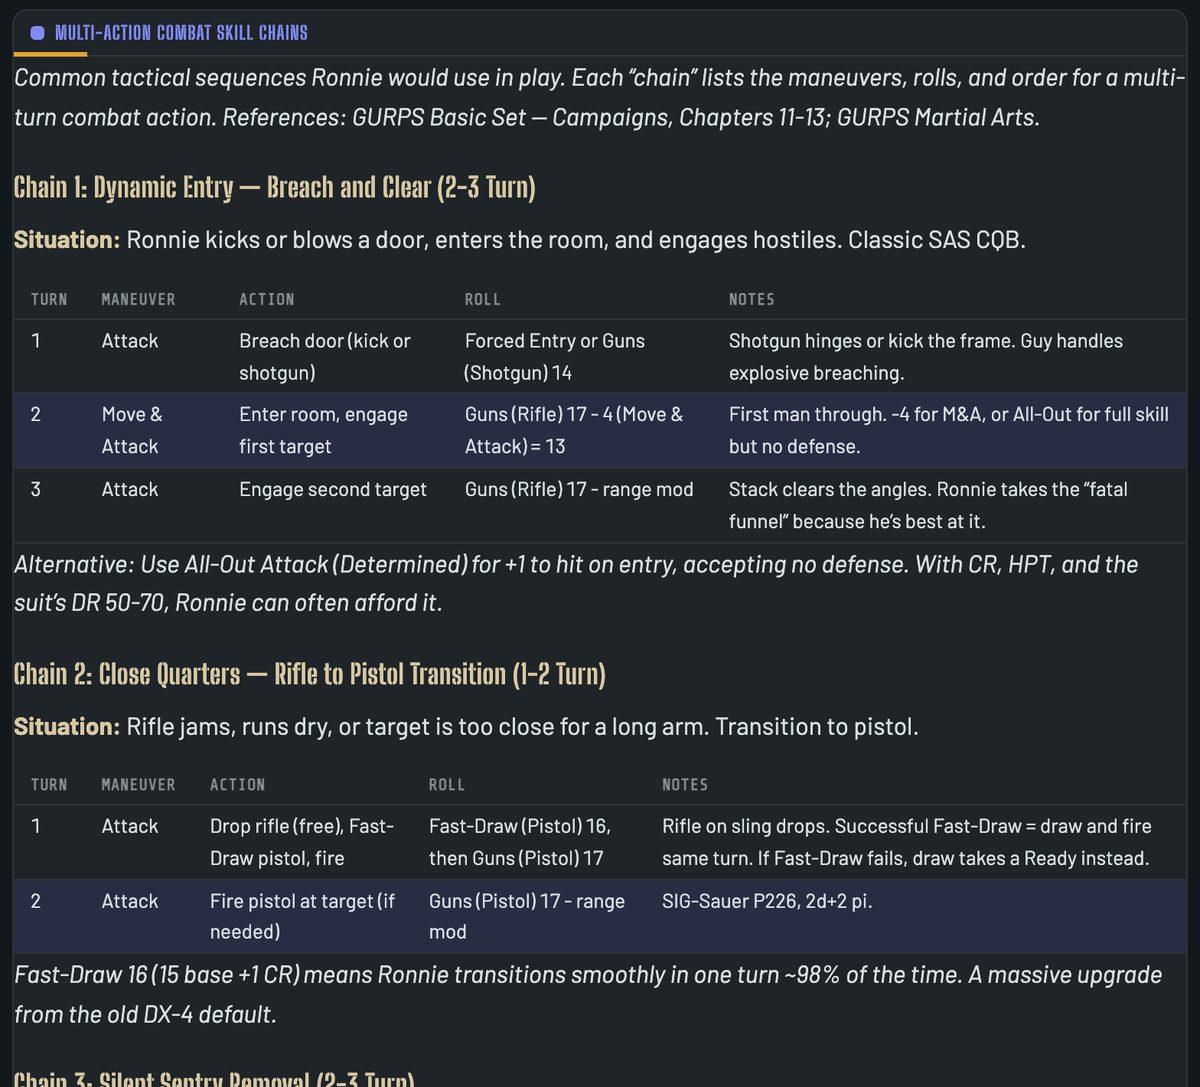 MULTI-ACTION COMBAT SKILL CHAINS
Common tactical sequences Ronnie would use in play. Each “chain” lists the maneuvers, rolls, and order for a multi-
turn combat action. References: GURPS Basic Set — Campaigns, Chapters 11-13; GURPS Martial Arts.
Chain 1: Dynamic Entry — Breach and Clear (2-3 Turn)
Situation: Ronnie kicks or blows a door, enters the room, and engages hostiles. Classic SAS CQB.
TURN MANEUVER ACTION ROLL NOTES
1 Attack Breach door (kick or Forced Entry or Guns Shotgun hinges or kick the frame. Guy handles
shotgun) (Shotgun) 14 explosive breaching.
2 Move & Enter room, engage Guns (Rifle) 17 - 4 (Move & First man through. -4 for M&A, or All-Out for full skill
Attack first target Attack) = 13 but no defense.
3 Attack Engage second target Guns (Rifle) 17 - range mod Stack clears the angles. Ronnie takes the “fatal
funnel” because he’s best at it.
Alternative: Use All-Out Attack (Determined) for +1 to hit on entry, accepting no defense. With CR, HPT, and the
suit’s DR 50-70, Ronnie can often afford it.
Chain 2: Close Quarters — Rifle to Pistol Transition (1-2 Turn)
Situation: Rifle jams, runs dry, or target is too close for a long arm. Transition to pistol.
TURN MANEUVER ACTION ROLL NOTES
1 Attack Drop rifle (free), Fast- Fast-Draw (Pistol) 16, Rifle on sling drops. Successful Fast-Draw = draw and fire
Draw pistol, fire then Guns (Pistol) 17 same turn. If Fast-Draw fails, draw takes a Ready instead.
2 Attack Fire pistol at target (if Guns (Pistol) 17 - range SIG-Sauer P226, 2d+2 pi.
needed) mod
Fast-Draw 16 (15 base +1 CR) means Ronnie transitions smoothly in one turn ~98% of the time. A massive upgrade
from the old DX-4 default.
Chain 3: Silent Sentry Removal (2-3 Turn)